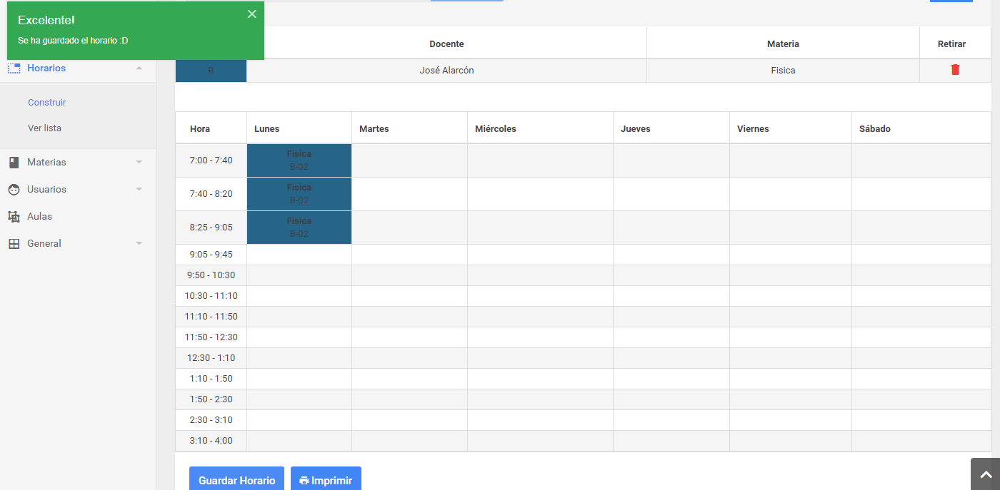 Excelente!
Se ha guardado el horario :D
Horarios
Construir
Ver lista
Materias
Usuarios
Aulas
General
Docente Materia Retirar
B José Alarcón Fisica
Hora Lunes Martes Miércoles Jueves Viernes Sábado
7:00 - 7:40 Fisica
B-02
7:40 - 8:20 Fisica
B-02
8:25 - 9:05 Fisica
B-02
9:05 - 9:45
9:50 - 10:30
10:30 - 11:10
11:10 - 11:50
11:50 - 12:30
12:30 - 1:10
1:10 - 1:50
1:50 - 2:30
2:30 - 3:10
3:10 - 4:00
Guardar Horario Imprimir